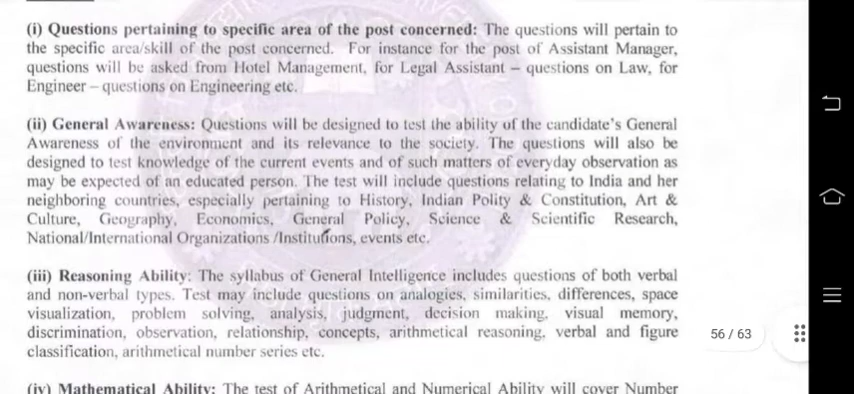 (i) Questions pertaining to specific area of the post concerned: The questions will pertain to
the specific area/skill of the post concerned. For instance for the post of Assistant Manager,
questions will be asked from Hotel Management, for Legal Assistant – questions on Law, for
Engineer – questions on Engineering etc.
(ii) General Awareness: Questions will be designed to test the ability of the candidate's General
Awareness of the environment and its relevance to the society. The questions will also be
designed to test knowledge of the current events and of such matters of everyday observation as
may be expected of an educated person. The test will include questions relating to India and her
neighboring countries, especially pertaining to History, Indian Polity & Constitution, Art &
Culture, Geography, Economics, General Policy, Science & Scientific Research,
National/International Organizations /Institutions, events etc.
(iii) Reasoning Ability: The syllabus of General Intelligence includes questions of both verbal
and non-verbal types. Test may include questions on analogies, similarities, differences, space
visualization, problem solving, analysis, judgment, decision making, visual memory,
discrimination, observation, relationship, concepts, arithmetical reasoning, verbal and figure
classification, arithmetical number series etc.
56 / 63
(iv) Mathematical Ability: The test of Arithmetical and Numerical Ability will cover Number